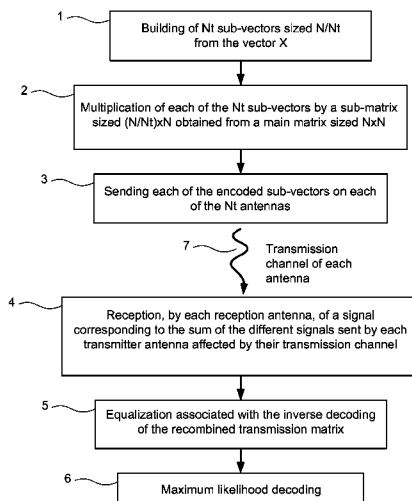 1
Building of Nt sub-vectors sized N/Nt
from the vector X
2
Multiplication of each of the Nt sub-vectors by a sub-matrix
sized (N/Nt)xN obtained from a main matrix sized NxN
3
Sending each of the encoded sub-vectors on each
of the Nt antennas
7
Transmission
channel of each
antenna
4
Reception, by each reception antenna, of a signal
corresponding to the sum of the different signals sent by each
transmitter antenna affected by their transmission channel
5
Equalization associated with the inverse decoding
of the recombined transmission matrix
6
Maximum likelihood decoding